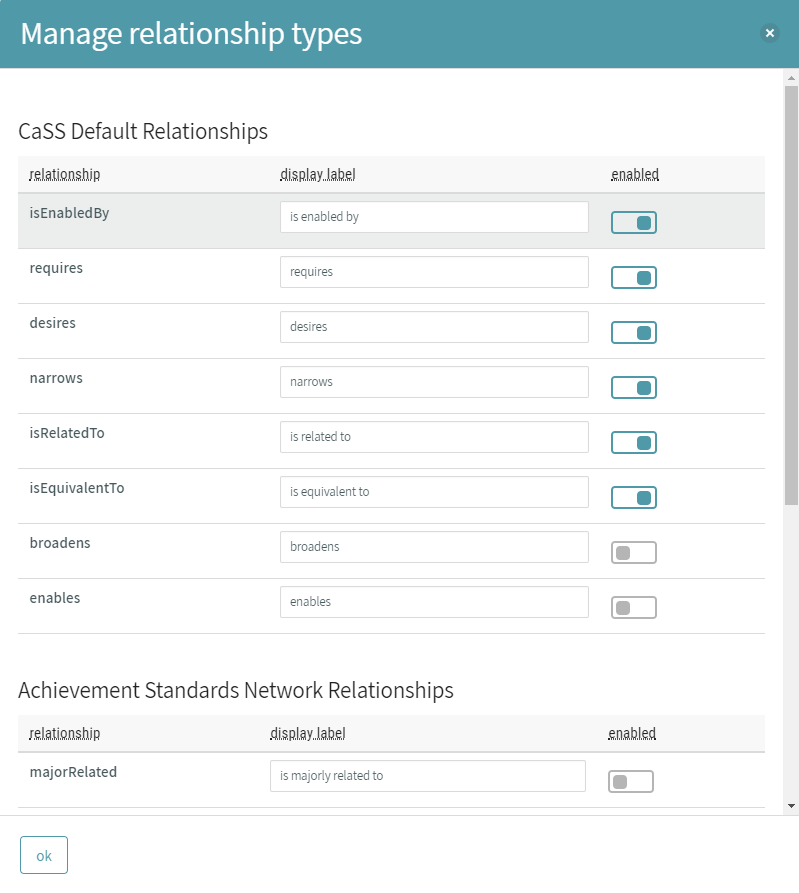 Manage relationship types
CaSS Default Relationships
relationship display label enabled
isEnabledBy is enabled by
requires requires
desires desires
narrows narrows
isRelatedTo is related to
isEquivalentTo is equivalent to
broadens broadens
enables enables
Achievement Standards Network Relationships
relationship display label enabled
majorRelated is majorly related to
ok